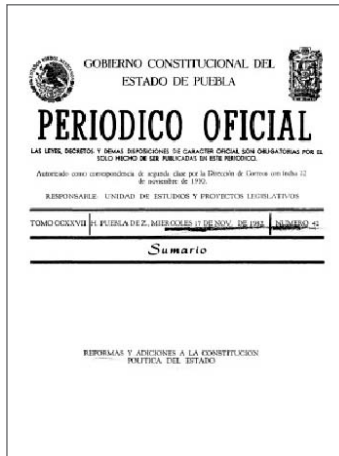 GOBIERNO CONSTITUCIONAL DEL
ESTADO DE PUEBLA
PERIODICO OFICIAL
LAS LEYES, DECRETOS Y DEMAS DISPOSICIONES DE CARACTER OFICIAL SON OBLIGATORIAS POR EL
SOLO HECHO DE SER PUBLICADAS EN ESTE PERIODICO.
Autorizado como correspondencia de segunda clase por la Dirección de Correos con fecha 12
de noviembre de 1930.
RESPONSABLE: UNIDAD DE ESTUDIOS Y PROYECTOS LEGISLATIVOS
TOMO CCXXVII H. PUEBLA DE Z., MIERCOLES 17 DE NOV. DE 1982 NUMERO 42
Sumario
REFORMAS Y ADICIONES A LA CONSTITUCION
POLITICA DEL ESTADO